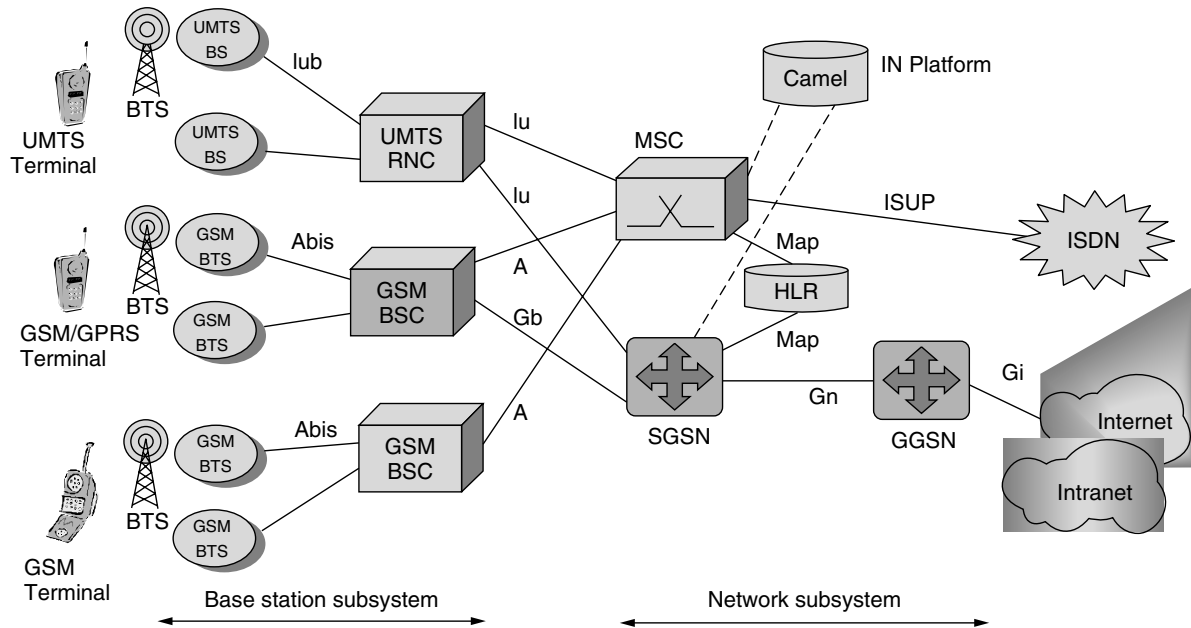 UMTS
BS
Iub
BTS
UMTS
Terminal
UMTS
BS
UMTS
RNC
Iu
Iu
MSC
Camel
IN Platform
ISUP
ISDN
GSM
BTS
Abis
BTS
GSM/GPRS
Terminal
GSM
BTS
GSM
BSC
A
Gb
Map
HLR
Map
SGSN
Gn
GGSN
Gi
Internet
Intranet
GSM
BTS
Abis
BTS
GSM
Terminal
GSM
BTS
GSM
BSC
A
Base station subsystem
Network subsystem